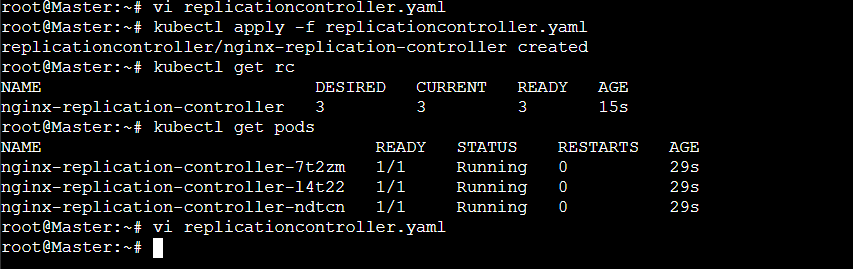 root@Master:~# vi replicationcontroller.yaml
root@Master:~# kubectl apply -f replicationcontroller.yaml
replicationcontroller/nginx-replication-controller created
root@Master:~# kubectl get rc
NAME                           DESIRED   CURRENT   READY   AGE
nginx-replication-controller   3         3         3       15s
root@Master:~# kubectl get pods
NAME                                 READY   STATUS    RESTARTS   AGE
nginx-replication-controller-7t2zm   1/1     Running   0          29s
nginx-replication-controller-l4t22   1/1     Running   0          29s
nginx-replication-controller-ndtcn   1/1     Running   0          29s
root@Master:~# vi replicationcontroller.yaml
root@Master:~#